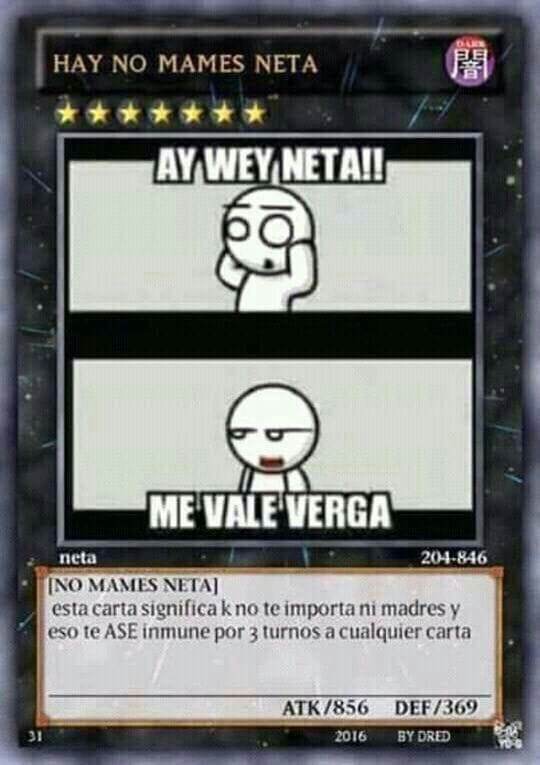 HAY NO MAMES NETA
DARK
闇
AY WEY NETA!!
ME VALE VERGA
neta 204-846
[NO MAMES NETA]
esta carta significa k no te importa ni madres y
eso te ASE inmune por 3 turnos a cualquier carta
ATK/856 DEF/369
31 2016 BY DRED